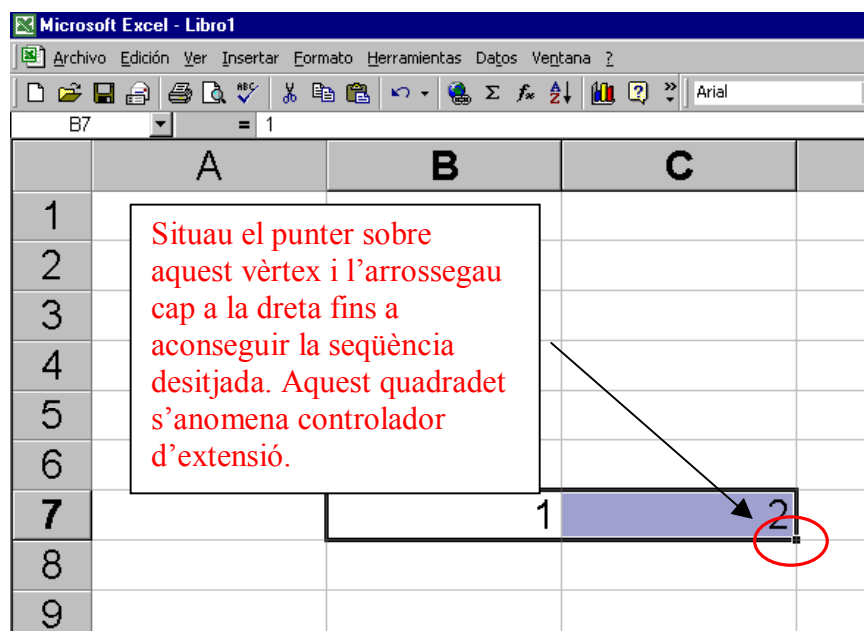 Microsoft Excel - Libro1
Archivo Edición Ver Insertar Formato Herramientas Datos Ventana ?
ABC Σ fx A Z ? » Arial
B7 = 1
A B C
1
Situau el punter sobre
2
aquest vèrtex i l’arrossegau
3
cap a la dreta fins a
aconseguir la seqüència
4
desitjada. Aquest quadradet
5
s’anomena controlador
6
d’extensió.
7 1 2
8
9